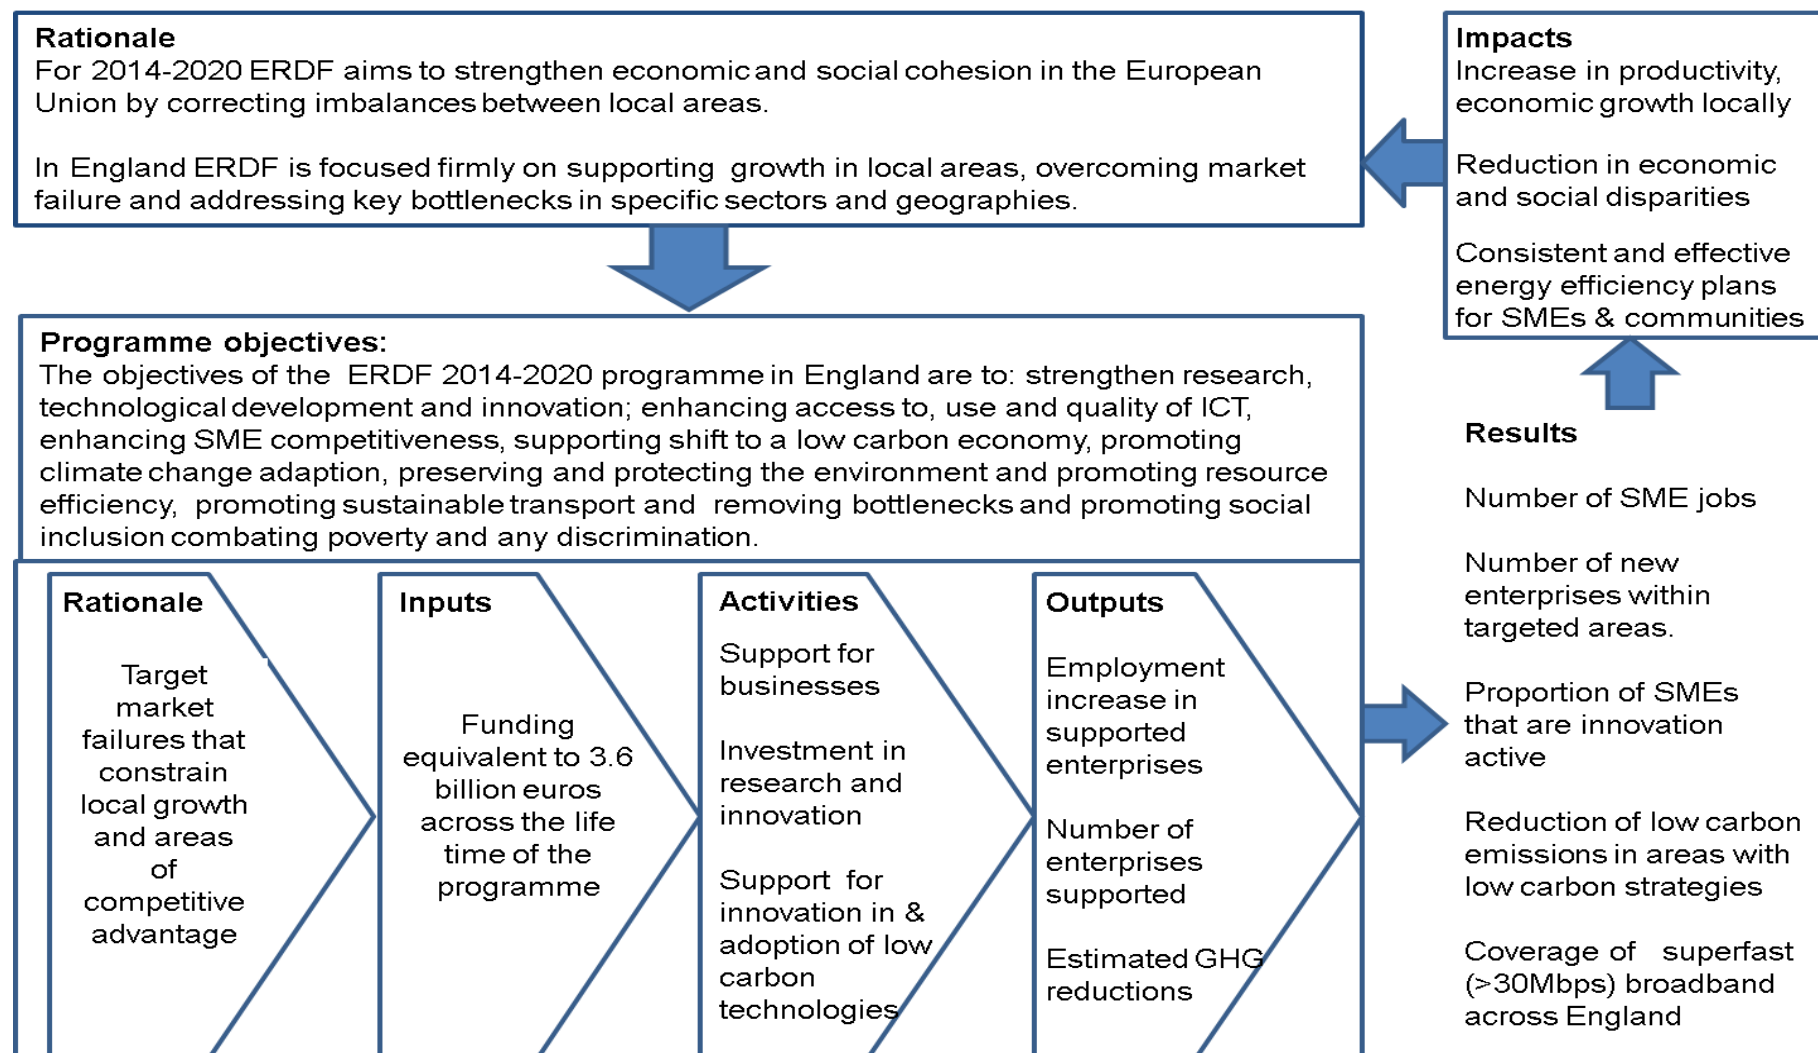 Rationale
For 2014-2020 ERDF aims to strengthen economic and social cohesion in the European
Union by correcting imbalances between local areas.
In England ERDF is focused firmly on supporting growth in local areas, overcoming market
failure and addressing key bottlenecks in specific sectors and geographies.
Programme objectives:
The objectives of the ERDF 2014-2020 programme in England are to: strengthen research,
technological development and innovation; enhancing access to, use and quality of ICT,
enhancing SME competitiveness, supporting shift to a low carbon economy, promoting
climate change adaption, preserving and protecting the environment and promoting resource
efficiency, promoting sustainable transport and removing bottlenecks and promoting social
inclusion combating poverty and any discrimination.
Rationale
Target
market
failures that
constrain
local growth
and areas
of
competitive
advantage
Inputs
Funding
equivalent to 3.6
billion euros
across the life
time of the
programme
Activities
Support for
businesses
Investment in
research and
innovation
Support for
innovation in &
adoption of low
carbon
technologies
Outputs
Employment
increase in
supported
enterprises
Number of
enterprises
supported
Estimated GHG
reductions
Results
Number of SME jobs
Number of new
enterprises within
targeted areas.
Proportion of SMEs
that are innovation
active
Reduction of low carbon
emissions in areas with
low carbon strategies
Coverage of superfast
(>30Mbps) broadband
across England
Impacts
Increase in productivity,
economic growth locally
Reduction in economic
and social disparities
Consistent and effective
energy efficiency plans
for SMEs & communities